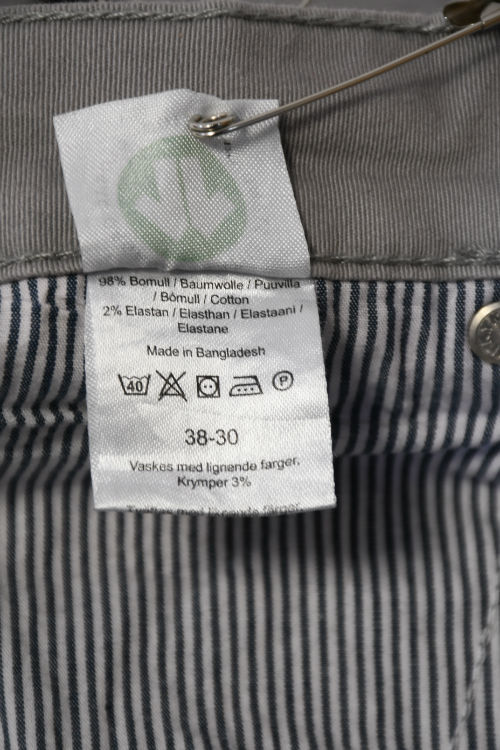 98% Bomull / Baumwolle / Puuvilla
/ Bômull / Cotton
2% Elastan / Elasthan / Elastaani /
Elastane
Made in Bangladesh
40
P
38-30
Vaskes med lignende farger.
Krymper 3%